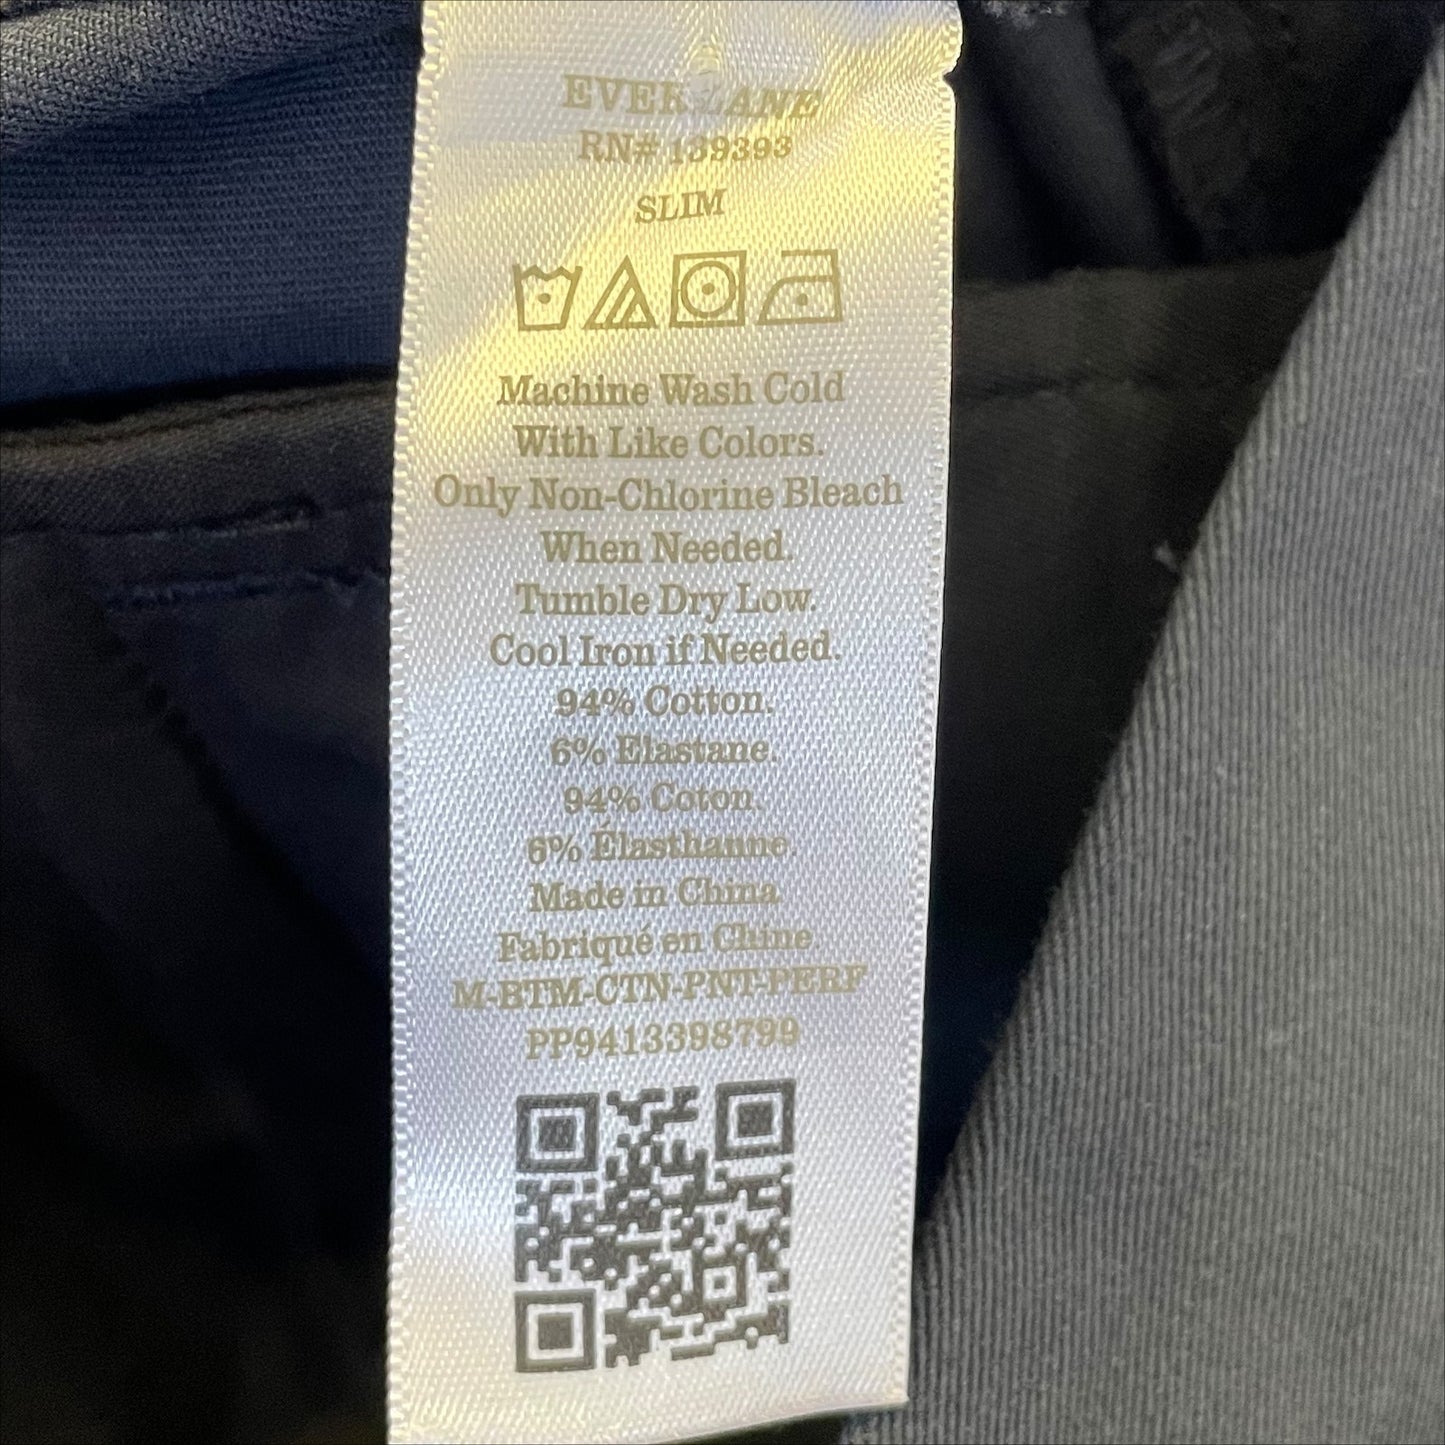 EVERLANE
RN# 139393
SLIM
Machine Wash Cold
With Like Colors.
Only Non-Chlorine Bleach
When Needed.
Tumble Dry Low.
Cool Iron if Needed.
94% Cotton.
6% Elastane.
94% Coton.
6% Élasthanne.
Made in China
Fabriqué en Chine
M-BTM-CTN-PNT-PERF
PP9413398799